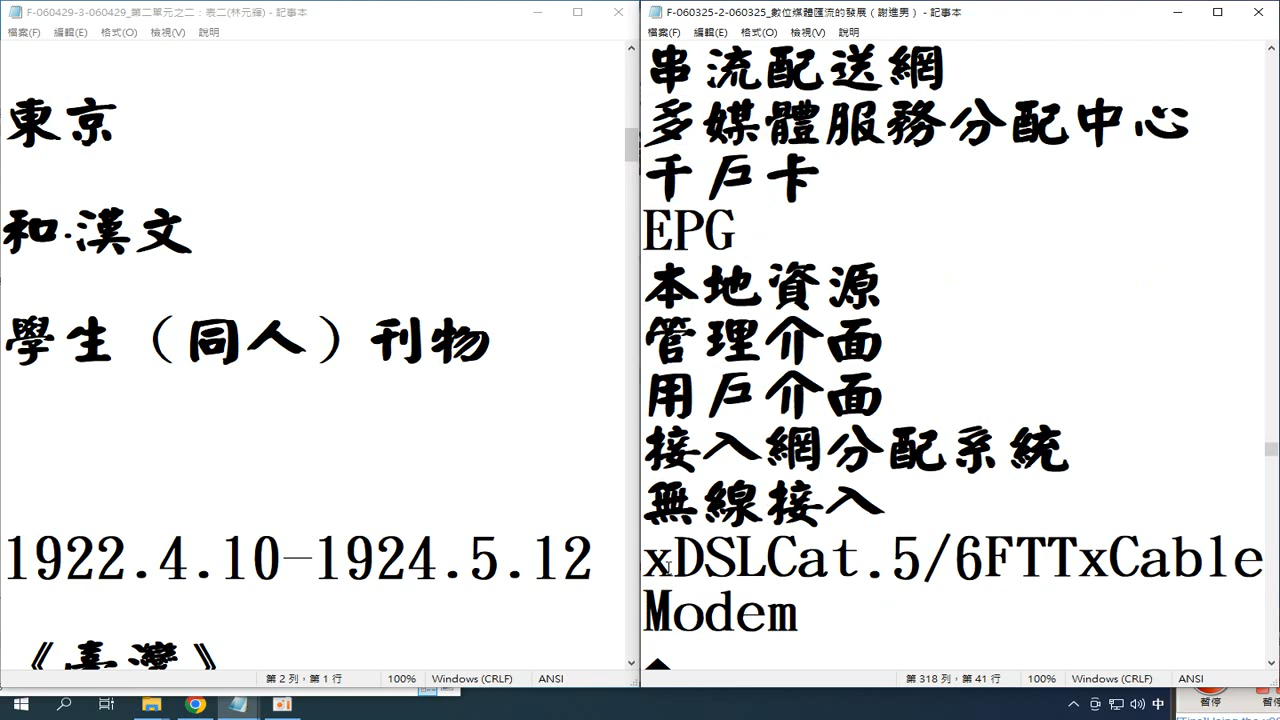 F-060429-3-060429_第二單元之二：表二(林元輝) - 記事本
檔案(F) 編輯(E) 格式(O) 檢視(V) 說明
東京
和·漢文
學生（同人）刊物
1922.4.10-1924.5.12
《臺灣》
第 2 列，第 1 行 100% Windows (CRLF) ANSI
F-060325-2-060325_數位媒體匯流的發展（謝進男）- 記事本
檔案(F) 編輯(E) 格式(O) 檢視(V) 說明
串流配送網
多媒體服務分配中心
千戶卡
EPG
本地資源
管理介面
用戶介面
接入網分配系統
無線接入
xDSLCat.5/6FTTxCable
Modem
第 318 列，第 41 行 100% Windows (CRLF) ANSI
中
暫停